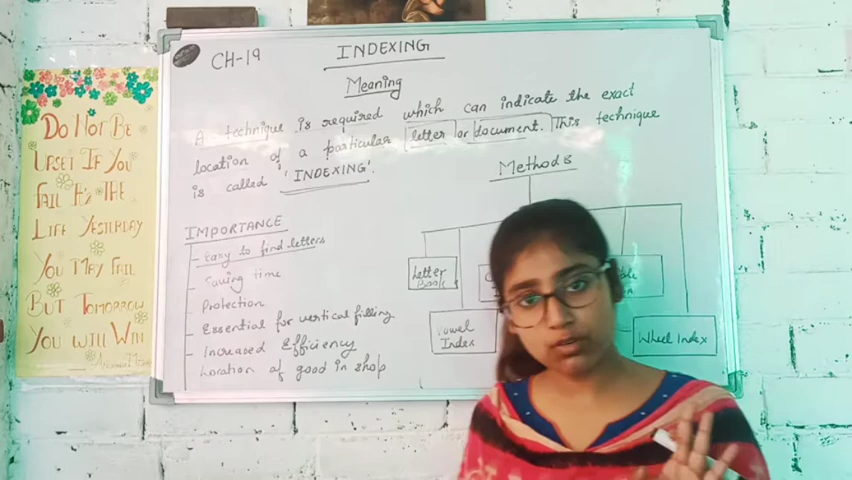 CH-19
INDEXING
Meaning
A technique is required which can indicate the exact
location of a particular letter or document. This technique
is called 'INDEXING'.
Methods
Letter
Book
Vowel
Index
Wheel Index
IMPORTANCE
- Easy to find letters
- Saving time
- Protection
- Essential for vertical filling
- Increased Efficiency
- Loration of good in shop
DO NOT BE
UPSET IF YOU
FAIL IT'S THE
LIFE YESTERDAY
YOU MAY FAIL
BUT TOMORROW
YOU WILL WIN